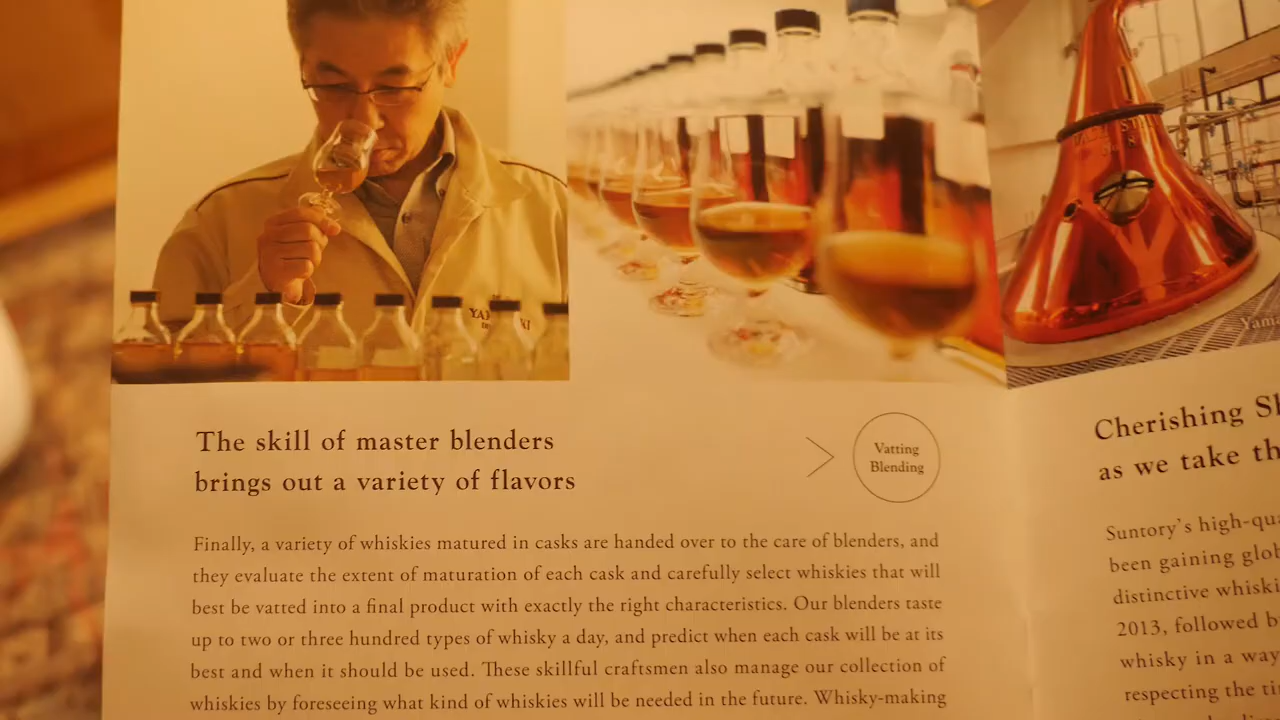 The skill of master blenders
brings out a variety of flavors
Vatting
Blending
Finally, a variety of whiskies matured in casks are handed over to the care of blenders, and
they evaluate the extent of maturation of each cask and carefully select whiskies that will
best be vatted into a final product with exactly the right characteristics. Our blenders taste
up to two or three hundred types of whisky a day, and predict when each cask will be at its
best and when it should be used. These skillful craftsmen also manage our collection of
whiskies by foreseeing what kind of whiskies will be needed in the future. Whisky-making
Cherishing
as we take
Suntory's
been gaining
distinctive
2013, followed
whisky in a way
respecting the